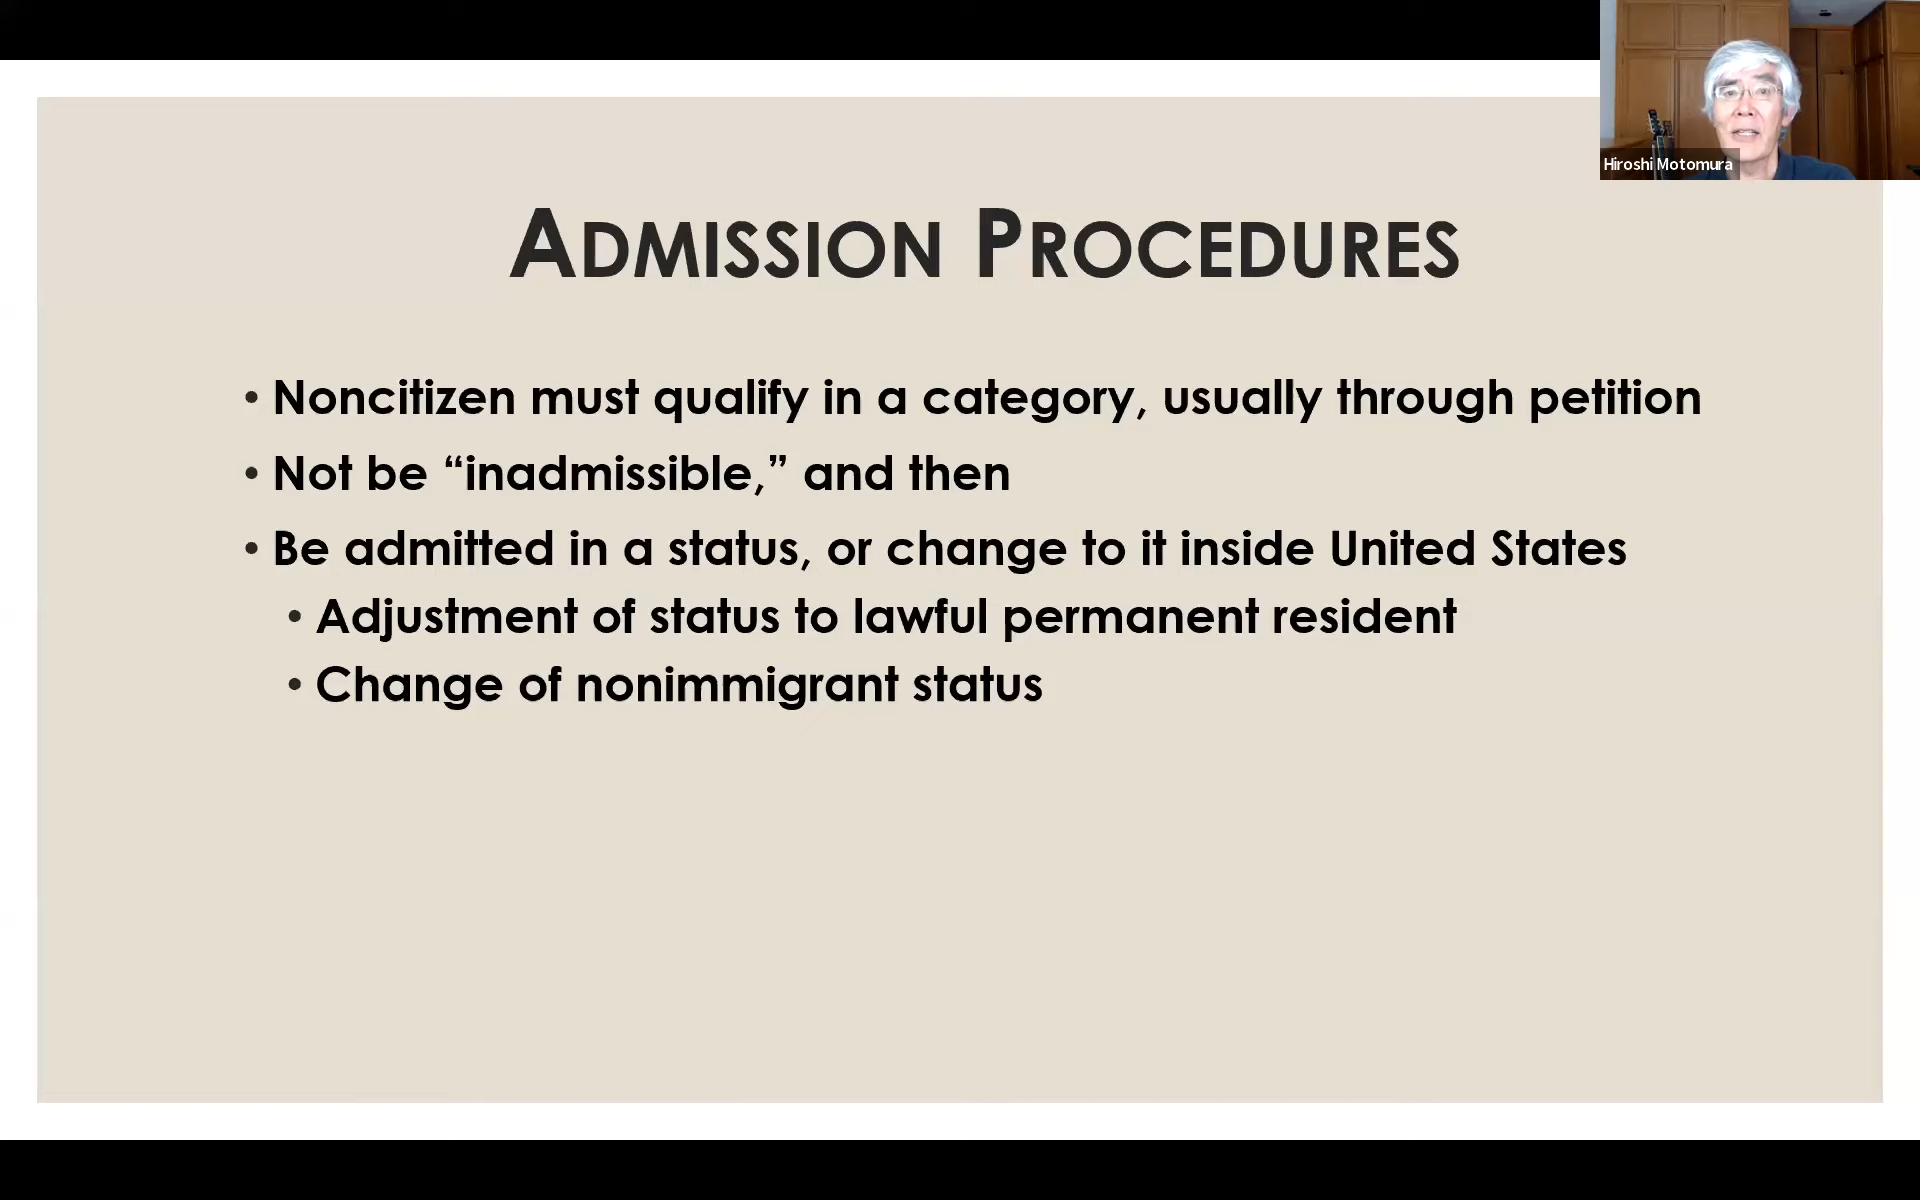 Hiroshi Motomura
ADMISSION PROCEDURES
• Noncitizen must qualify in a category, usually through petition
• Not be “inadmissible,” and then
• Be admitted in a status, or change to it inside United States
• Adjustment of status to lawful permanent resident
• Change of nonimmigrant status